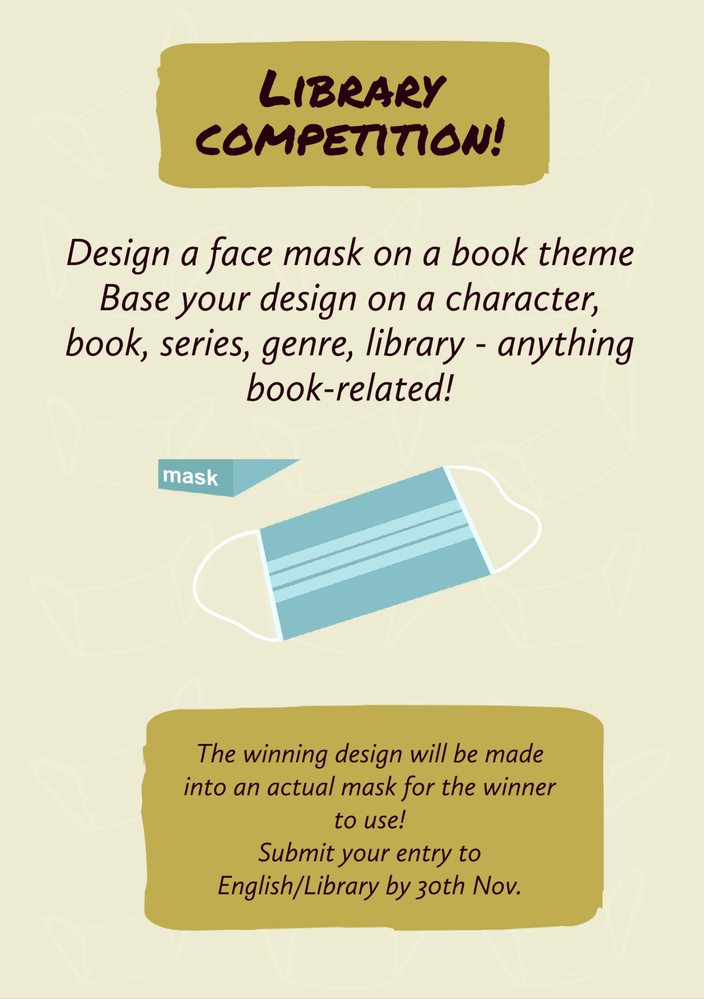 Library
competition!
Design a face mask on a book theme
Base your design on a character,
book, series, genre, library - anything
book-related!
mask
The winning design will be made
into an actual mask for the winner
to use!
Submit your entry to
English/Library by 30th Nov.